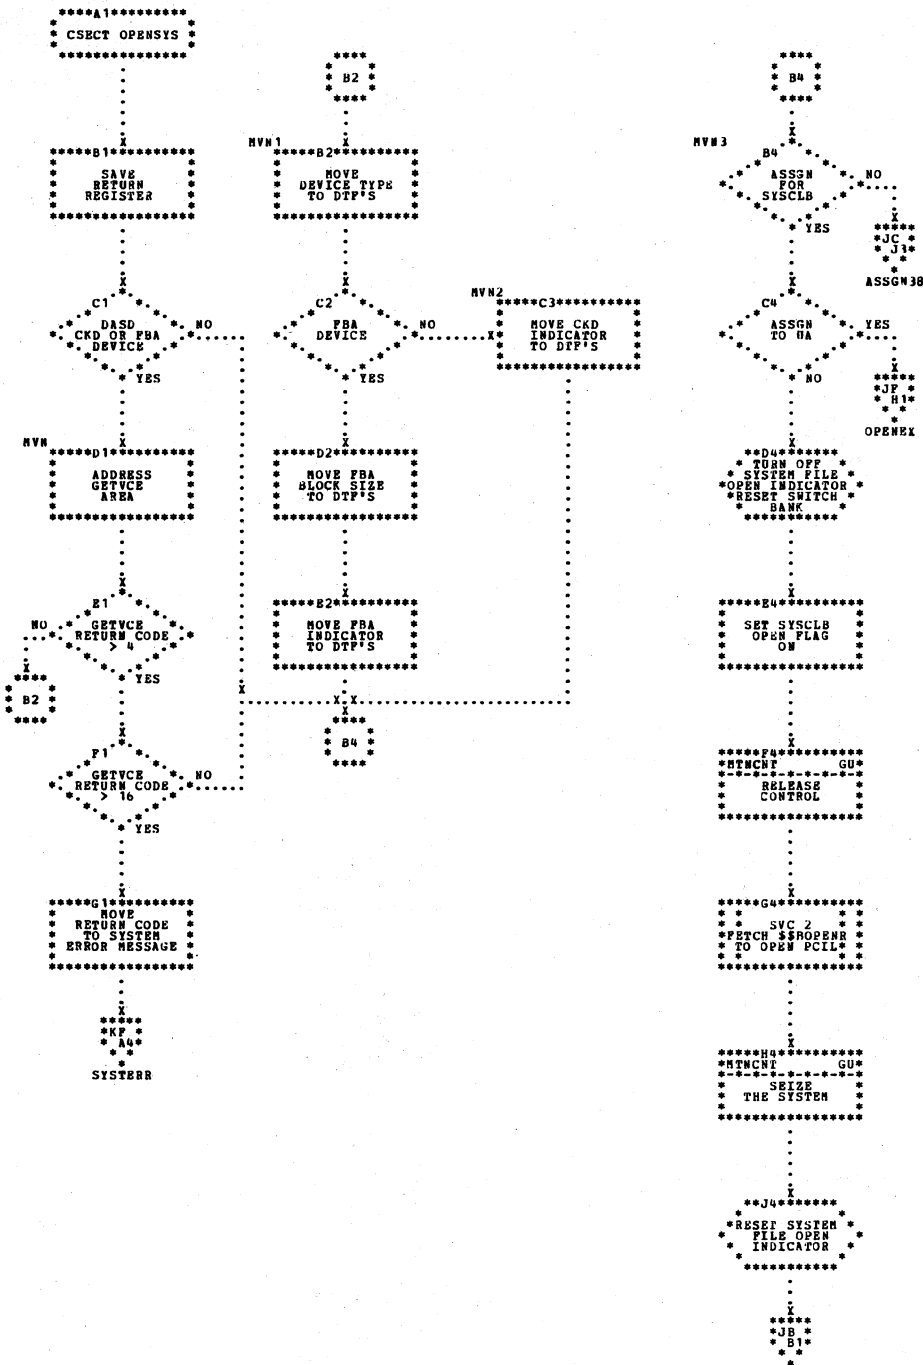 A1
CSECT OPENSYS
B1
SAVE
RETURN
REGISTER
C1
DASD
CKD OR FBA
DEVICE
NO
YES
MVN
D1
ADDRESS
GETVCE
AREA
E1
NO
GETVCE
RETURN CODE
> 4
YES
B2
F1
GETVCE
RETURN CODE
> 16
NO
YES
G1
MOVE
RETURN CODE
TO SYSTEM
ERROR MESSAGE
KF
A4
SYSTERR
B2
MVN1
B2
MOVE
DEVICE TYPE
TO DTF'S
C2
FBA
DEVICE
NO
YES
D2
MOVE FBA
BLOCK SIZE
TO DTF'S
E2
MOVE FBA
INDICATOR
TO DTF'S
B4
MVN2
C3
MOVE CKD
INDICATOR
TO DTF'S
B4
MVN3
B4
ASSGN
FOR
SYSCLB
NO
YES
JC
J3
ASSGN38
C4
ASSGN
TO UA
YES
NO
JF
H1
OPENEX
D4
TURN OFF
SYSTEM FILE
OPEN INDICATOR
RESET SWITCH
BANK
E4
SET SYSCLB
OPEN FLAG
ON
F4
MTNCNT GU
RELEASE
CONTROL
G4
SVC 2
FETCH $$BOPENR
TO OPEN PCIL
H4
MTNCNT GU
SEIZE
THE SYSTEM
J4
RESET SYSTEM
FILE OPEN
INDICATOR
JB
B1